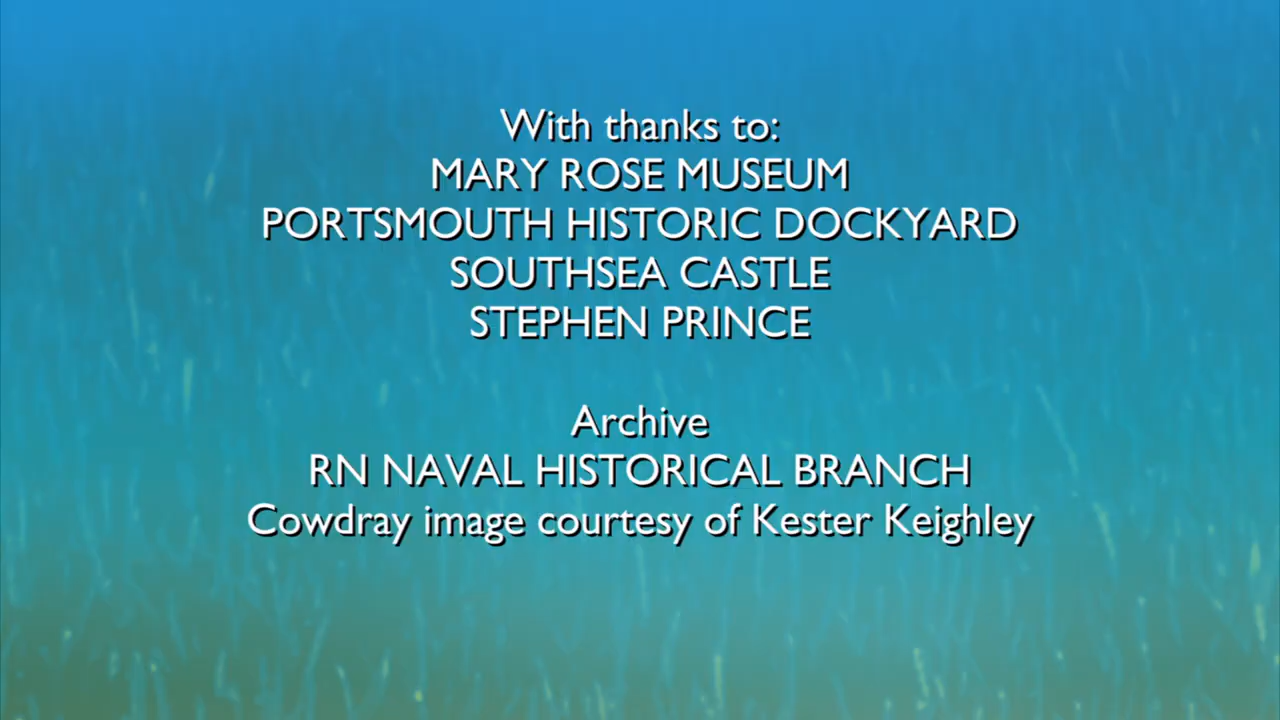 With thanks to:
MARY ROSE MUSEUM
PORTSMOUTH HISTORIC DOCKYARD
SOUTHSEA CASTLE
STEPHEN PRINCE
Archive
RN NAVAL HISTORICAL BRANCH
Cowdray image courtesy of Kester Keighley